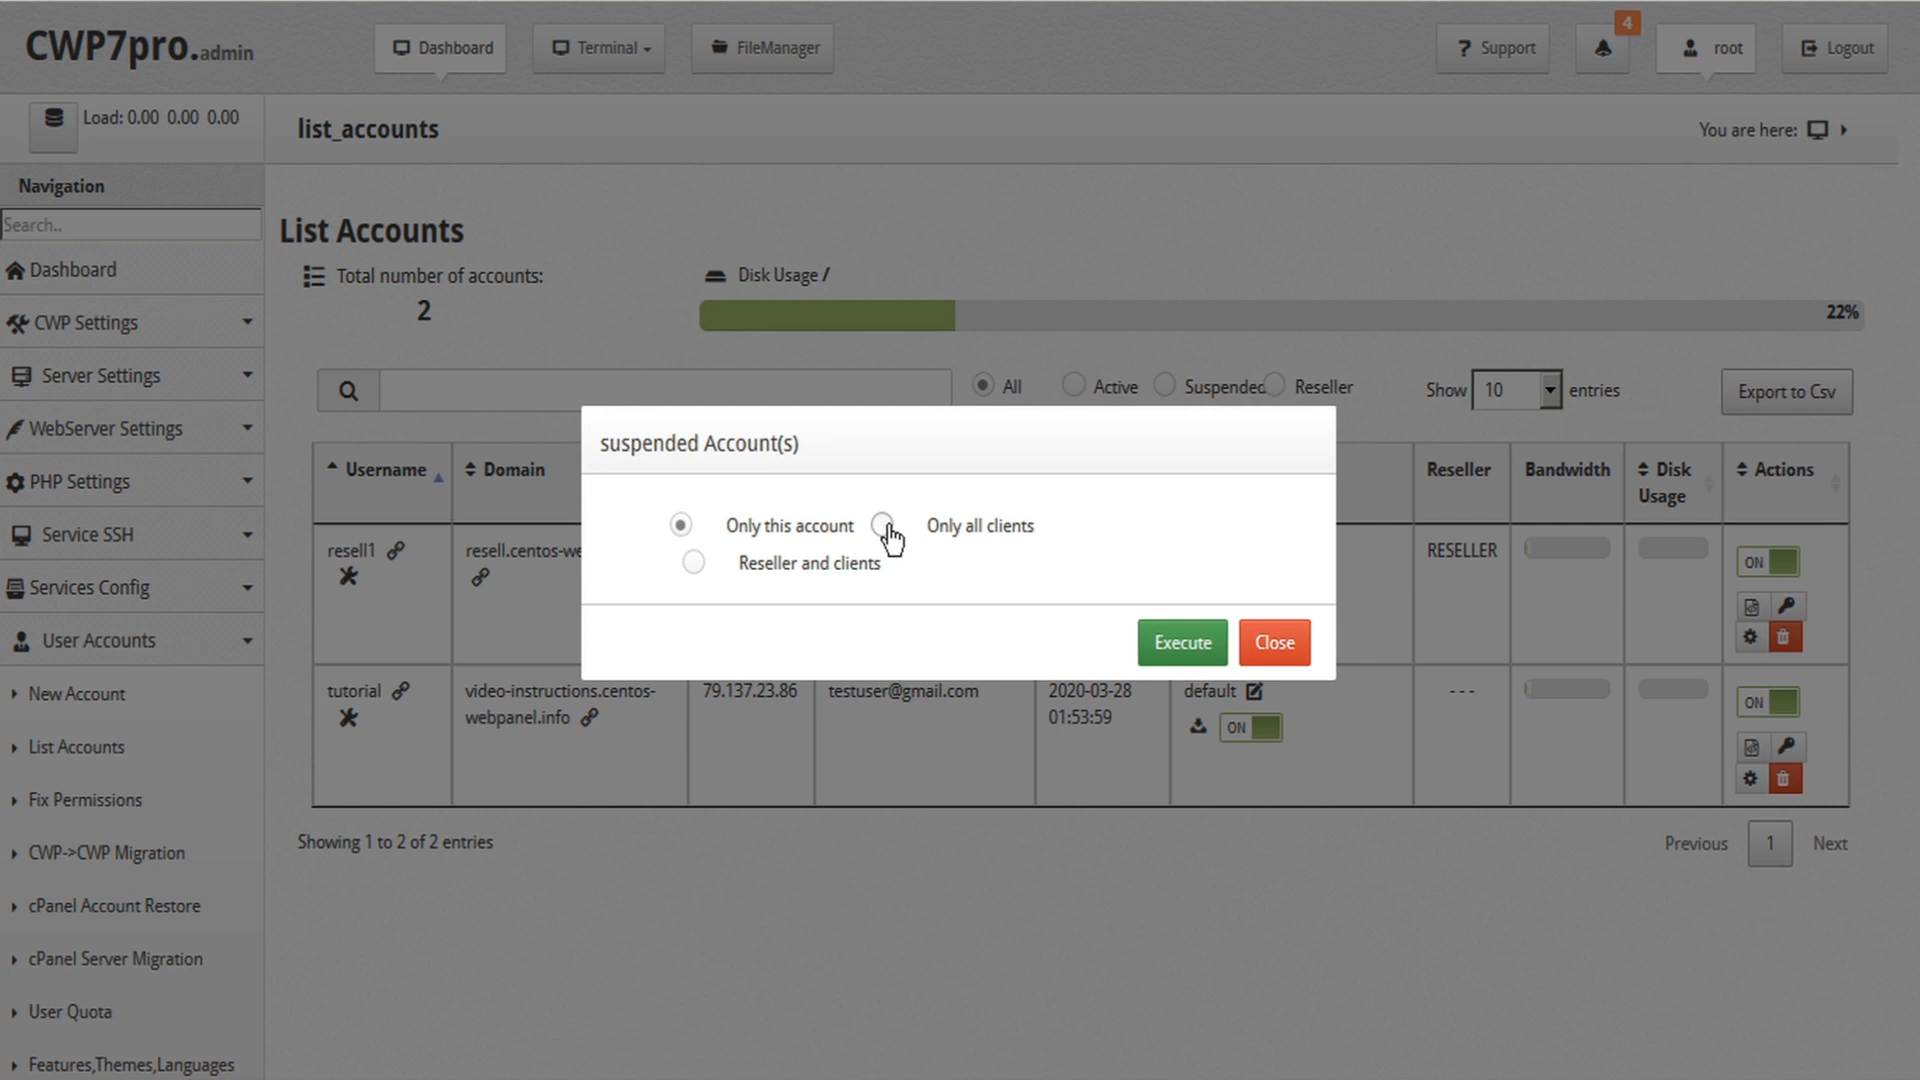 CWP7pro.admin
Dashboard
Terminal
FileManager
Support
4
root
Logout
Load: 0.00 0.00 0.00
list_accounts
You are here:
Navigation
Search..
Dashboard
CWP Settings
Server Settings
WebServer Settings
PHP Settings
Service SSH
Services Config
User Accounts
New Account
List Accounts
Fix Permissions
CWP->CWP Migration
cPanel Account Restore
cPanel Server Migration
User Quota
Features,Themes,Languages
List Accounts
Total number of accounts:
2
Disk Usage /
22%
All
Active
Suspended
Reseller
Show 10 entries
Export to Csv
Username
Domain
Reseller
Bandwidth
Disk
Usage
Actions
resell1
resell.centos-we
RESELLER
ON
suspended Account(s)
Only this account
Only all clients
Reseller and clients
Execute
Close
tutorial
video-instructions.centos-
webpanel.info
79.137.23.86
testuser@gmail.com
2020-03-28
01:53:59
default
ON
---
ON
Showing 1 to 2 of 2 entries
Previous
1
Next